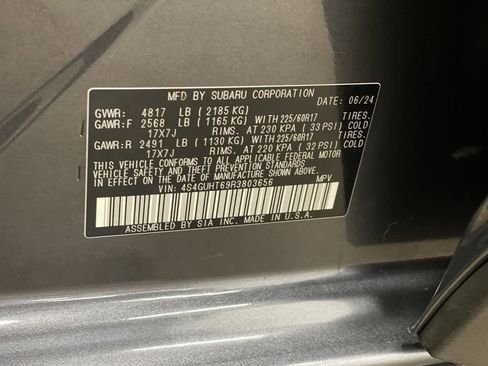 MFD BY SUBARU CORPORATION DATE: 06/24
GVWR: 4817 LB (2185 KG)
GAWR:F 2568 LB (1165 KG) WITH 225/60R17 TIRES.
17X7J RIMS. AT 230 KPA (33 PSI) COLD
GAWR:R 2491 LB (1130 KG) WITH 225/60R17 TIRES.
17X7J RIMS. AT 220 KPA (32 PSI) COLD
THIS VEHICLE CONFORMS TO ALL APPLICABLE FEDERAL MOTOR
VEHICLE SAFETY STANDARDS IN EFFECT ON THE
DATE OF MANUFACTURE SHOWN ABOVE.
VIN: 4S4GUHT69R3803656 MPV
ASSEMBLED BY SIA INC. MADE IN U.S.A.